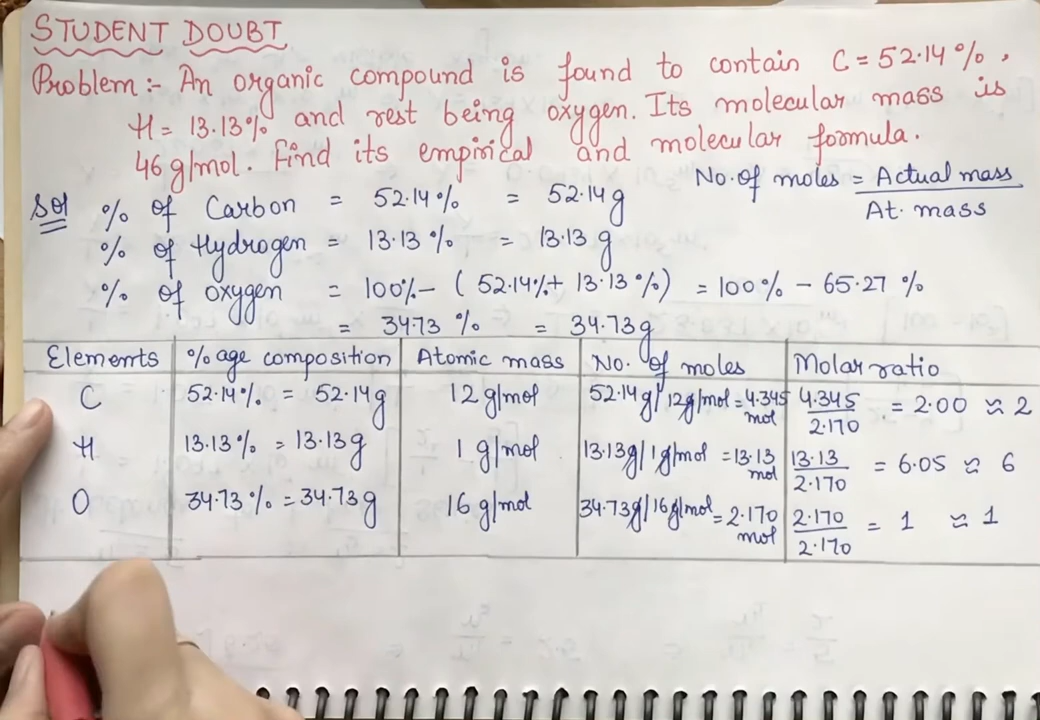 STUDENT DOUBT
Problem:- An organic compound is found to contain C = 52.14 %,
H = 13.13% and rest being oxygen. Its molecular mass is
46 g/mol. Find its empirical and molecular formula.
No. of moles = Actual mass / At. mass
Sol % of Carbon = 52.14 % = 52.14 g
% of Hydrogen = 13.13 % = 13.13 g
% of oxygen = 100% - ( 52.14% + 13.13 %) = 100 % - 65.27 %
= 34.73 % = 34.73 g
Elements % age composition Atomic mass No. of moles Molar ratio
C 52.14 % = 52.14 g 12 g/mol 52.14 g/12 g/mol = 4.345 mol 4.345/2.170 = 2.00 ≈ 2
H 13.13 % = 13.13 g 1 g/mol 13.13 g/1 g/mol = 13.13 mol 13.13/2.170 = 6.05 ≈ 6
O 34.73 % = 34.73 g 16 g/mol 34.73 g/16 g/mol = 2.170 mol 2.170/2.170 = 1 ≈ 1